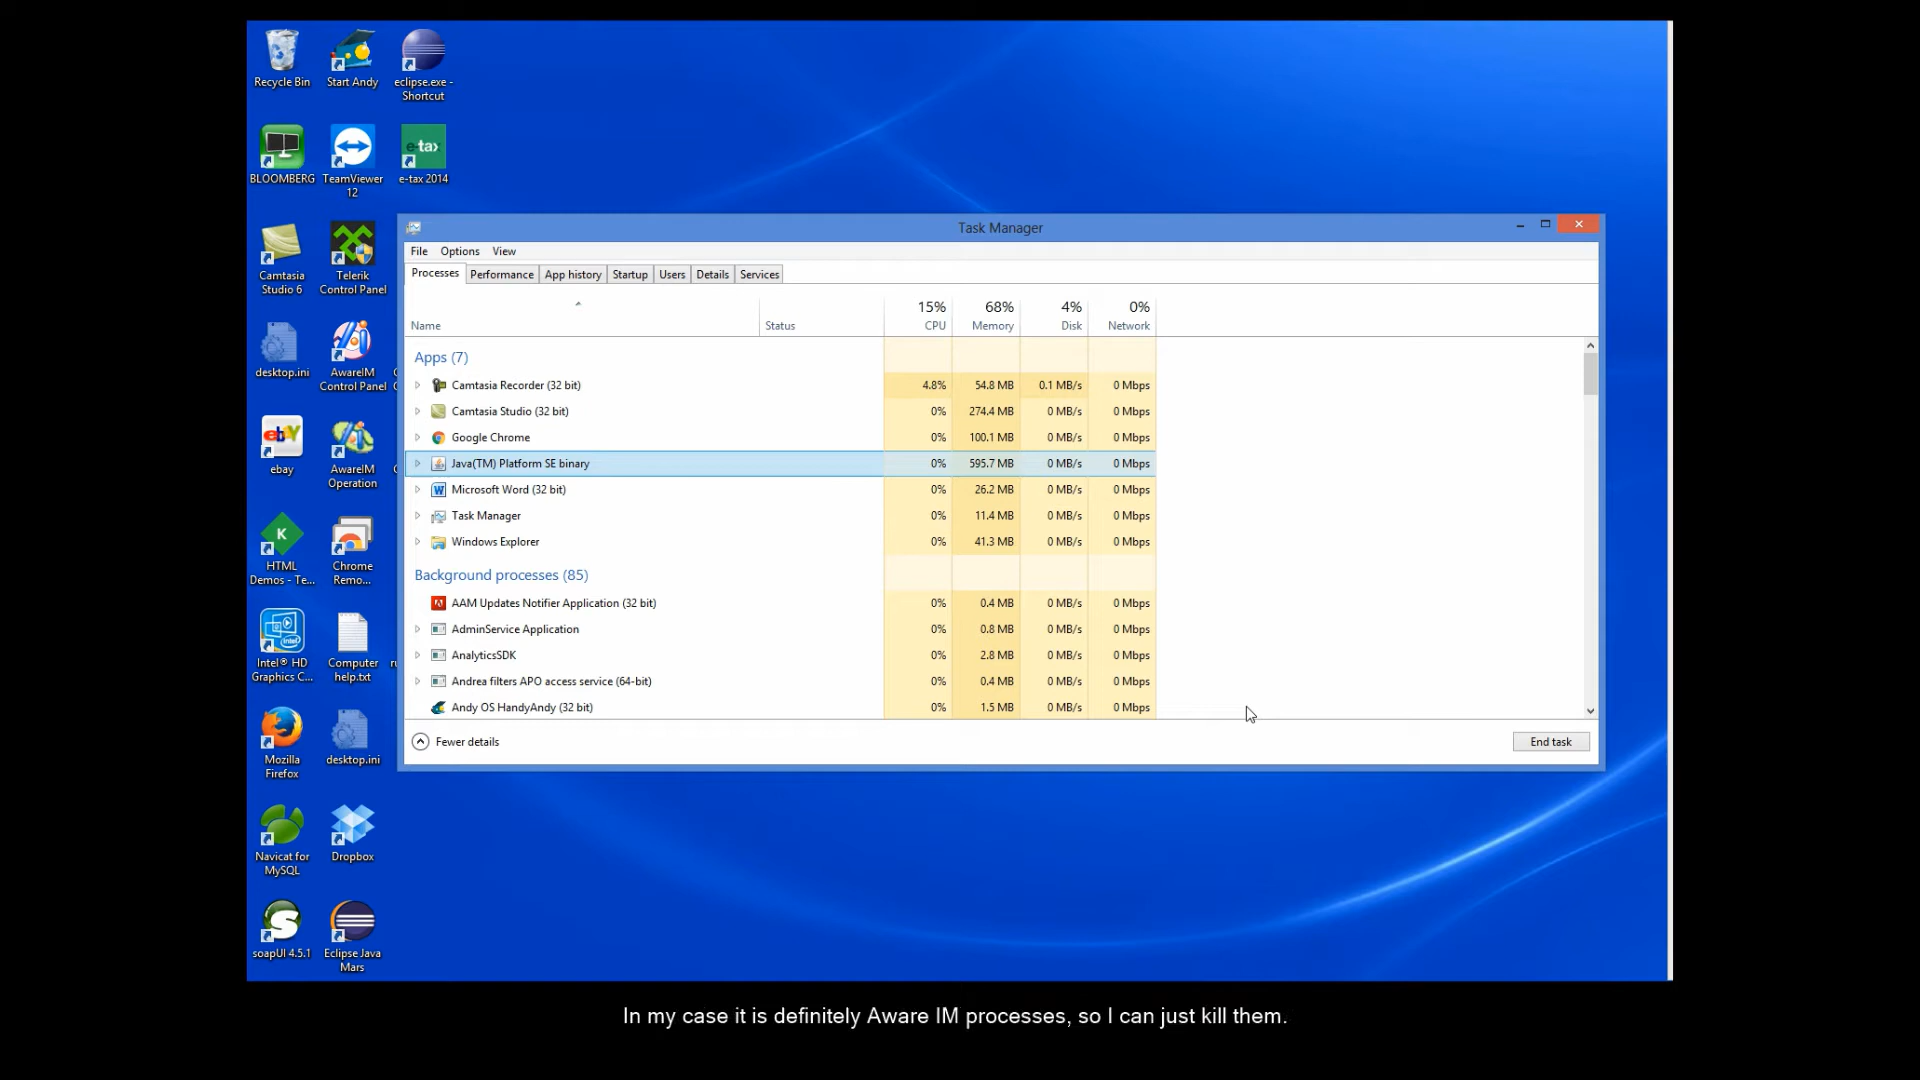 Recycle Bin
Start Andy
eclipse.exe -
Shortcut
BLOOMBERG
TeamViewer
12
e-tax
e-tax 2014
Camtasia
Studio 6
Telerik
Control Panel
desktop.ini
AwareIM
Control Panel
ebay
ebay
AwareIM
Operation
K
HTML
Demos - Te...
Chrome
Remo...
intel
Intel® HD
Graphics C...
Computer
help.txt
Mozilla
Firefox
desktop.ini
Navicat for
MySQL
Dropbox
S
soapUI 4.5.1
Eclipse Java
Mars
Task Manager
File Options View
Processes Performance App history Startup Users Details Services
15% 68% 4% 0%
Name Status CPU Memory Disk Network
Apps (7)
Camtasia Recorder (32 bit) 4.8% 54.8 MB 0.1 MB/s 0 Mbps
Camtasia Studio (32 bit) 0% 274.4 MB 0 MB/s 0 Mbps
Google Chrome 0% 100.1 MB 0 MB/s 0 Mbps
Java(TM) Platform SE binary 0% 595.7 MB 0 MB/s 0 Mbps
Microsoft Word (32 bit) 0% 26.2 MB 0 MB/s 0 Mbps
Task Manager 0% 11.4 MB 0 MB/s 0 Mbps
Windows Explorer 0% 41.3 MB 0 MB/s 0 Mbps
Background processes (85)
AAM Updates Notifier Application (32 bit) 0% 0.4 MB 0 MB/s 0 Mbps
AdminService Application 0% 0.8 MB 0 MB/s 0 Mbps
AnalyticsSDK 0% 2.8 MB 0 MB/s 0 Mbps
Andrea filters APO access service (64-bit) 0% 0.4 MB 0 MB/s 0 Mbps
Andy OS HandyAndy (32 bit) 0% 1.5 MB 0 MB/s 0 Mbps
Fewer details
End task
In my case it is definitely Aware IM processes, so I can just kill them.